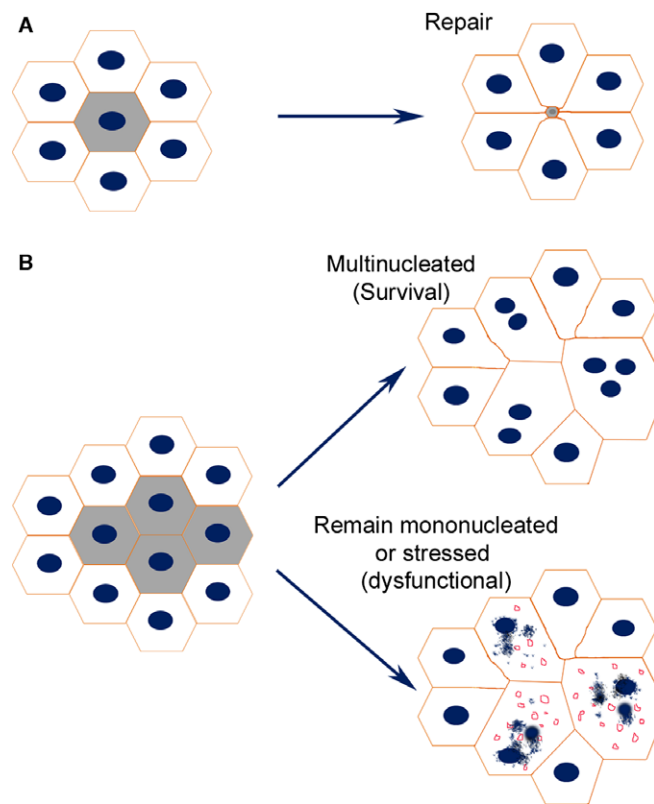 A
Repair
B
Multinucleated
(Survival)
Remain mononucleated
or stressed
(dysfunctional)